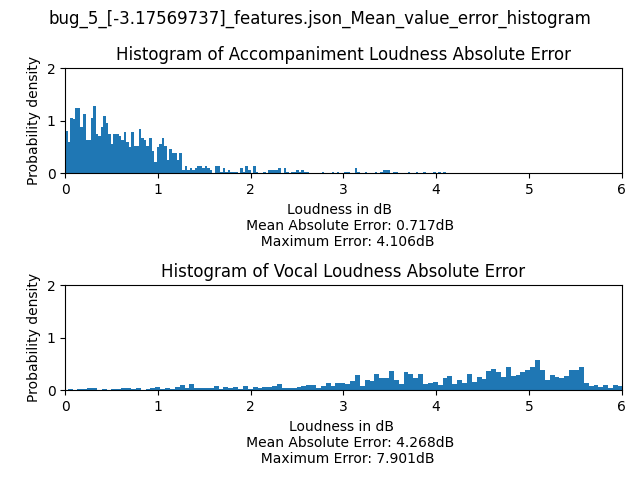 bug_5_[-3.17569737]_features.json_Mean_value_error_histogram
Histogram of Accompaniment Loudness Absolute Error
Probability density
2
1
0
0 1 2 3 4 5 6
Loudness in dB
Mean Absolute Error: 0.717dB
Maximum Error: 4.106dB
Histogram of Vocal Loudness Absolute Error
Probability density
2
1
0
0 1 2 3 4 5 6
Loudness in dB
Mean Absolute Error: 4.268dB
Maximum Error: 7.901dB